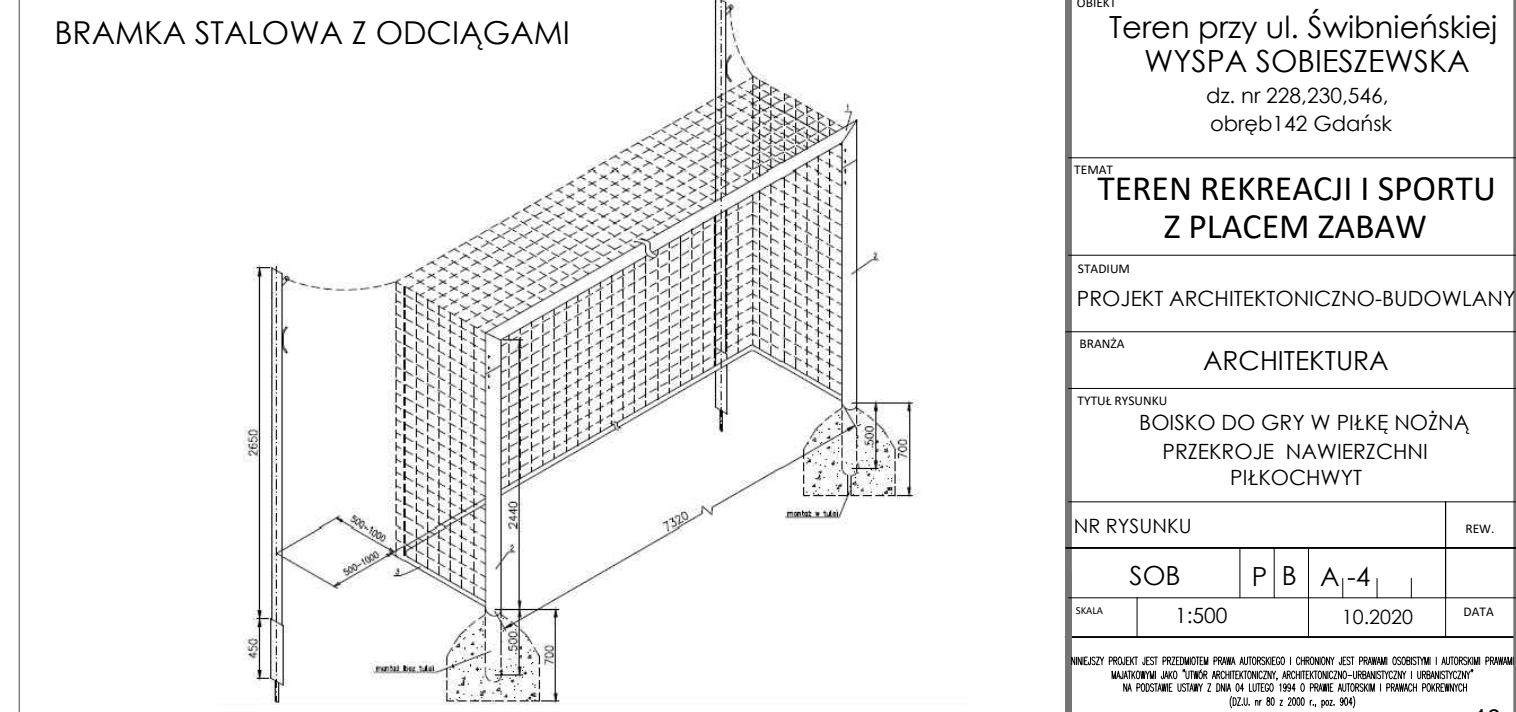 BRAMKA STALOWA Z ODCIĄGAMI
1
2
2650
500-1000
500-1000
3
2440
2
7320
500
700
montaż w tulei
450
500
700
montaż bez tulei
OBIEKT
Teren przy ul. Świbnieńskiej
WYSPA SOBIESZEWSKA
dz. nr 228,230,546,
obręb142 Gdańsk
TEMAT
TEREN REKREACJI I SPORTU
Z PLACEM ZABAW
STADIUM
PROJEKT ARCHITEKTONICZNO-BUDOWLANY
BRANŻA
ARCHITEKTURA
TYTUŁ RYSUNKU
BOISKO DO GRY W PIŁKĘ NOŻNĄ
PRZEKROJE NAWIERZCHNI
PIŁKOCHWYT
NR RYSUNKU REW.
SOB P B A -4
SKALA 1:500 10.2020 DATA
NINIEJSZY PROJEKT JEST PRZEDMIOTEM PRAWA AUTORSKIEGO I CHRONIONY JEST PRAWAMI OSOBISTYMI I AUTORSKIMI PRAWAMI
MAJATKOWYMI JAKO "UTWÓR ARCHITEKTONICZNY, ARCHITEKTONICZNO-URBANISTYCZNY I URBANISTYCZNY"
NA PODSTAWIE USTAWY Z DNIA 04 LUTEGO 1994 O PRAWIE AUTORSKIM I PRAWACH POKREWNYCH
(DZ.U. nr 80 z 2000 r., poz. 904)